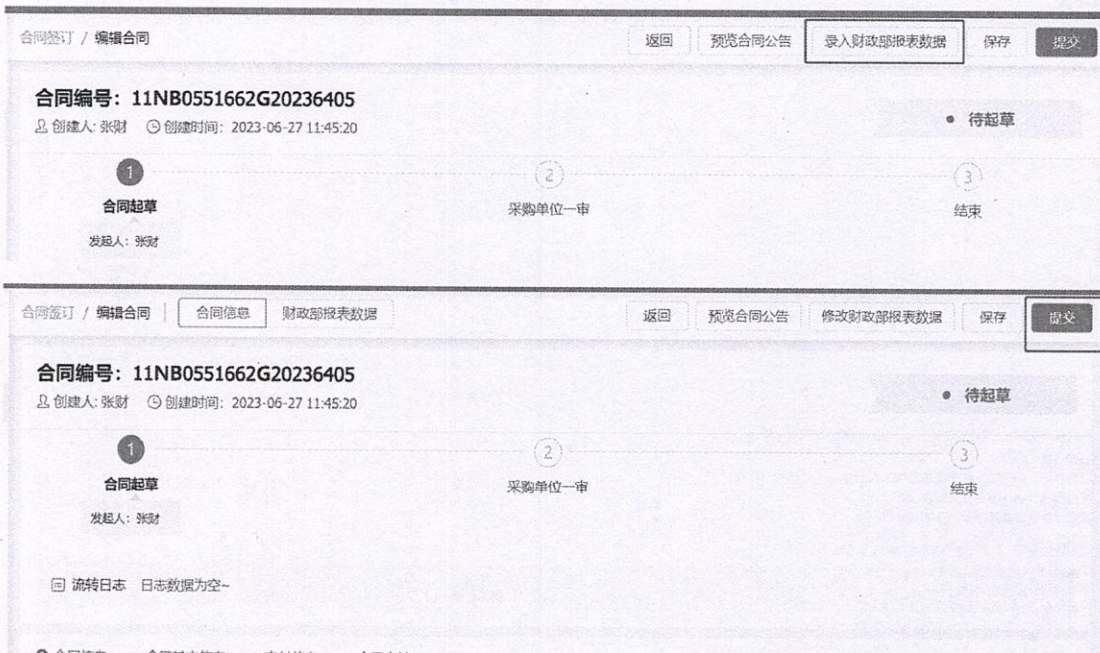 合同签订 / 编辑合同 返回 预览合同公告 录入财政部报表数据 保存 提交
合同编号：11NB0551662G20236405
创建人: 张财 创建时间：2023-06-27 11:45:20
待起草
1 2 3
合同起草 采购单位一审 结束
发起人：张财
合同签订 / 编辑合同 合同信息 财政部报表数据 返回 预览合同公告 修改财政部报表数据 保存 提交
合同编号：11NB0551662G20236405
创建人: 张财 创建时间：2023-06-27 11:45:20
待起草
1 2 3
合同起草 采购单位一审 结束
发起人：张财
流转日志 日志数据为空~